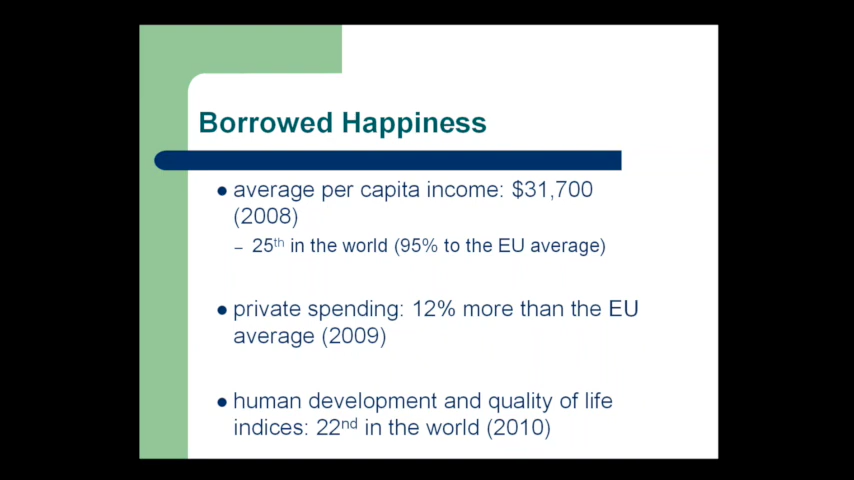 Borrowed Happiness
● average per capita income: $31,700
(2008)
– 25th in the world (95% to the EU average)
● private spending: 12% more than the EU
average (2009)
● human development and quality of life
indices: 22nd in the world (2010)